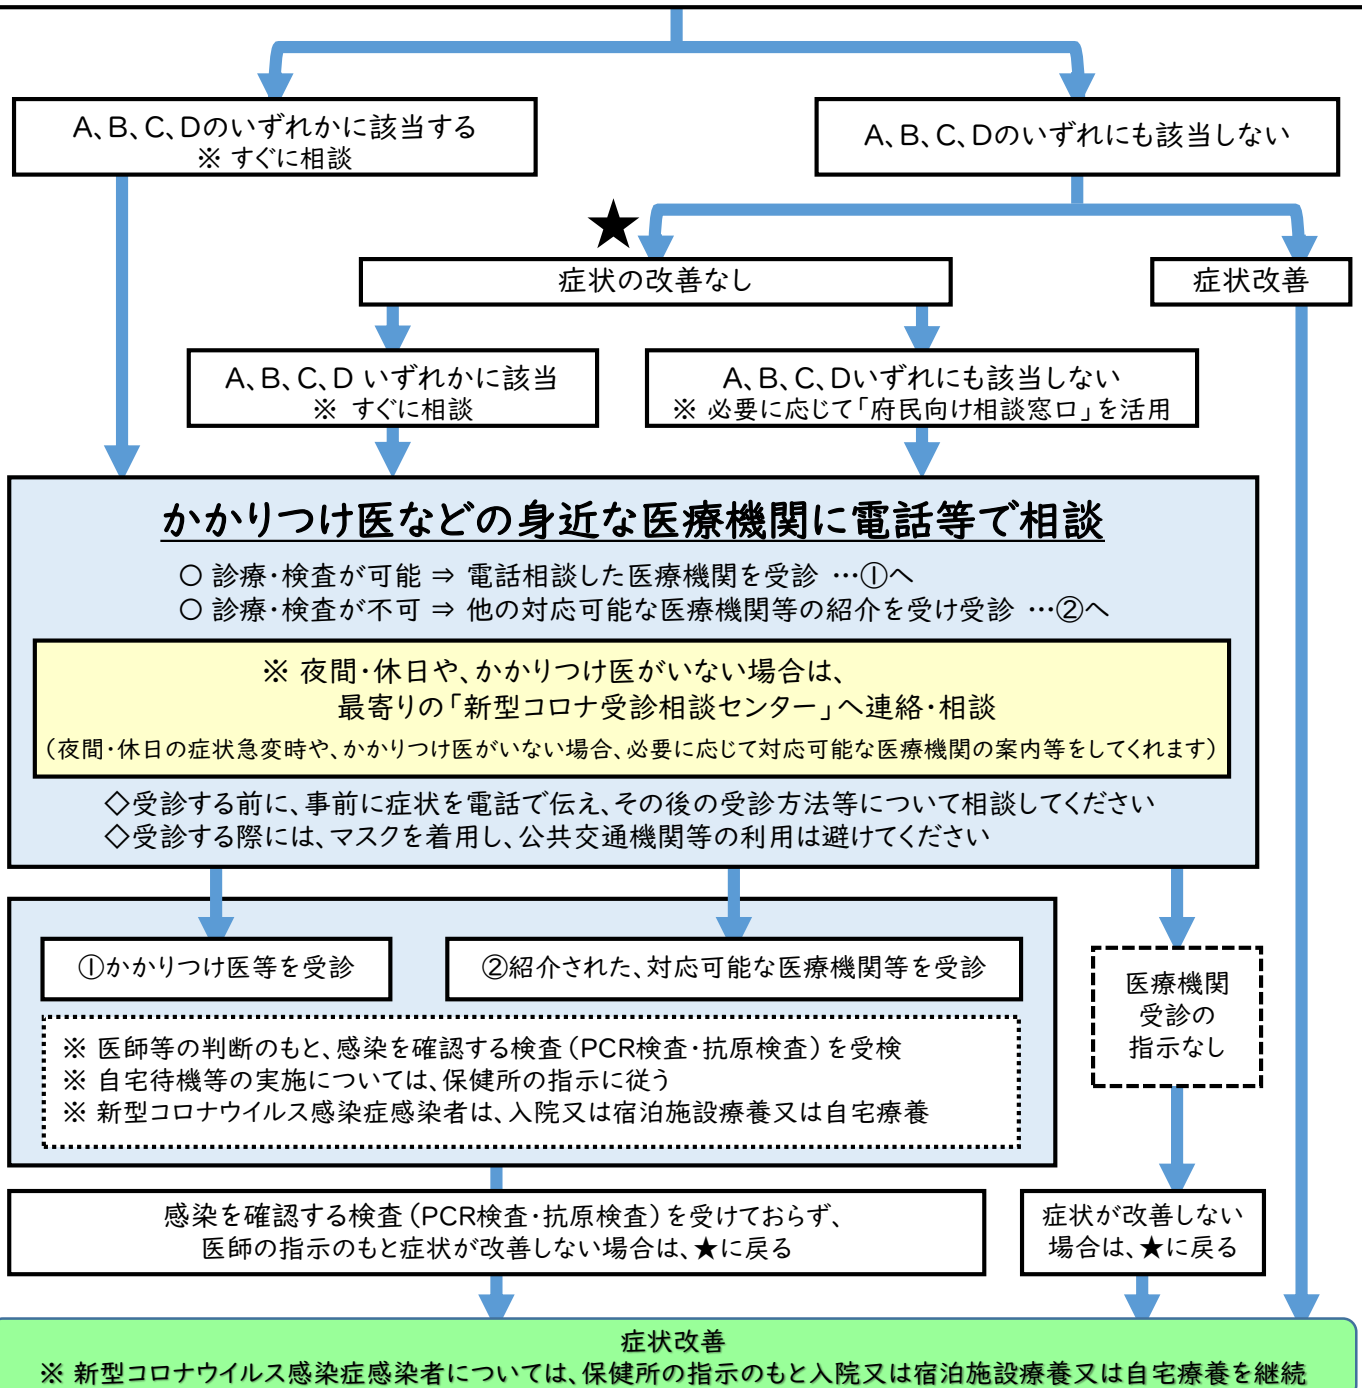 A、B、C、Dのいずれかに該当する
※ すぐに相談
A、B、C、Dのいずれにも該当しない
★
症状の改善なし
症状改善
A、B、C、D いずれかに該当
※ すぐに相談
A、B、C、Dいずれにも該当しない
※ 必要に応じて「府民向け相談窓口」を活用
かかりつけ医などの身近な医療機関に電話等で相談
○ 診療・検査が可能 ⇒ 電話相談した医療機関を受診 …①へ
○ 診療・検査が不可 ⇒ 他の対応可能な医療機関等の紹介を受け受診 …②へ
※ 夜間・休日や、かかりつけ医がいない場合は、
最寄りの「新型コロナ受診相談センター」へ連絡・相談
（夜間・休日の症状急変時や、かかりつけ医がいない場合、必要に応じて対応可能な医療機関の案内等をしてくれます）
◇受診する前に、事前に症状を電話で伝え、その後の受診方法等について相談してください
◇受診する際には、マスクを着用し、公共交通機関等の利用は避けてください
①かかりつけ医等を受診
②紹介された、対応可能な医療機関等を受診
※ 医師等の判断のもと、感染を確認する検査（PCR検査・抗原検査）を受検
※ 自宅待機等の実施については、保健所の指示に従う
※ 新型コロナウイルス感染症感染者は、入院又は宿泊施設療養又は自宅療養
医療機関
受診の
指示なし
感染を確認する検査（PCR検査・抗原検査）を受けておらず、
医師の指示のもと症状が改善しない場合は、★に戻る
症状が改善しない
場合は、★に戻る
症状改善
※ 新型コロナウイルス感染症感染者については、保健所の指示のもと入院又は宿泊施設療養又は自宅療養を継続